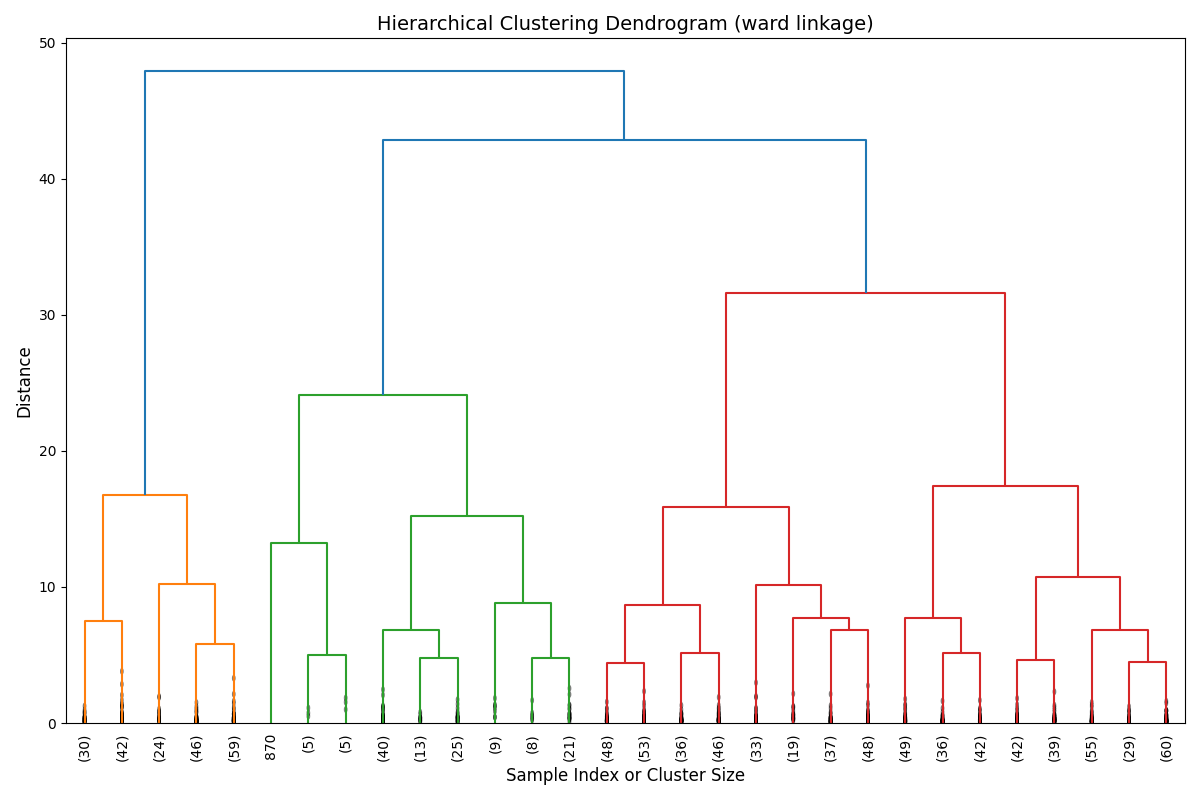 Hierarchical Clustering Dendrogram (ward linkage)
50
40
30
20
10
0
Distance
(30) (42) (24) (46) (59) 870 (5) (5) (40) (13) (25) (9) (8) (21) (48) (53) (36) (46) (33) (19) (37) (48) (49) (36) (42) (42) (39) (55) (29) (60)
Sample Index or Cluster Size